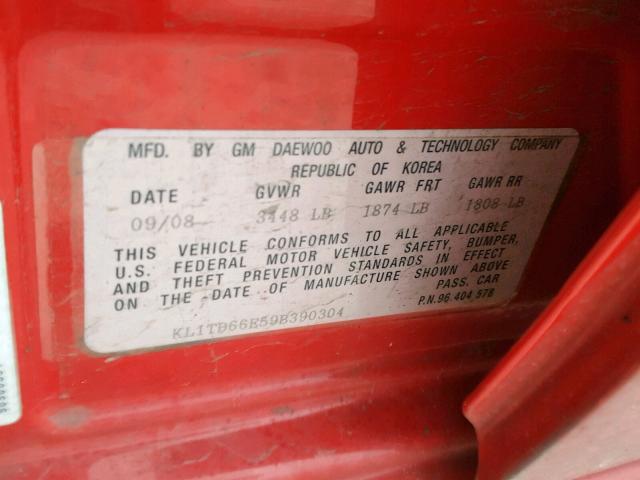 MFD. BY GM DAEWOO AUTO & TECHNOLOGY COMPANY
REPUBLIC OF KOREA
DATE GVWR GAWR FRT GAWR RR
09/08 3448 LB 1874 LB 1808 LB
THIS VEHICLE CONFORMS TO ALL APPLICABLE
U.S. FEDERAL MOTOR VEHICLE SAFETY, BUMPER,
AND THEFT PREVENTION STANDARDS IN EFFECT
ON THE DATE OF MANUFACTURE SHOWN ABOVE
PASS. CAR
KL1TD66E59B390304 P.N. 96 404 578